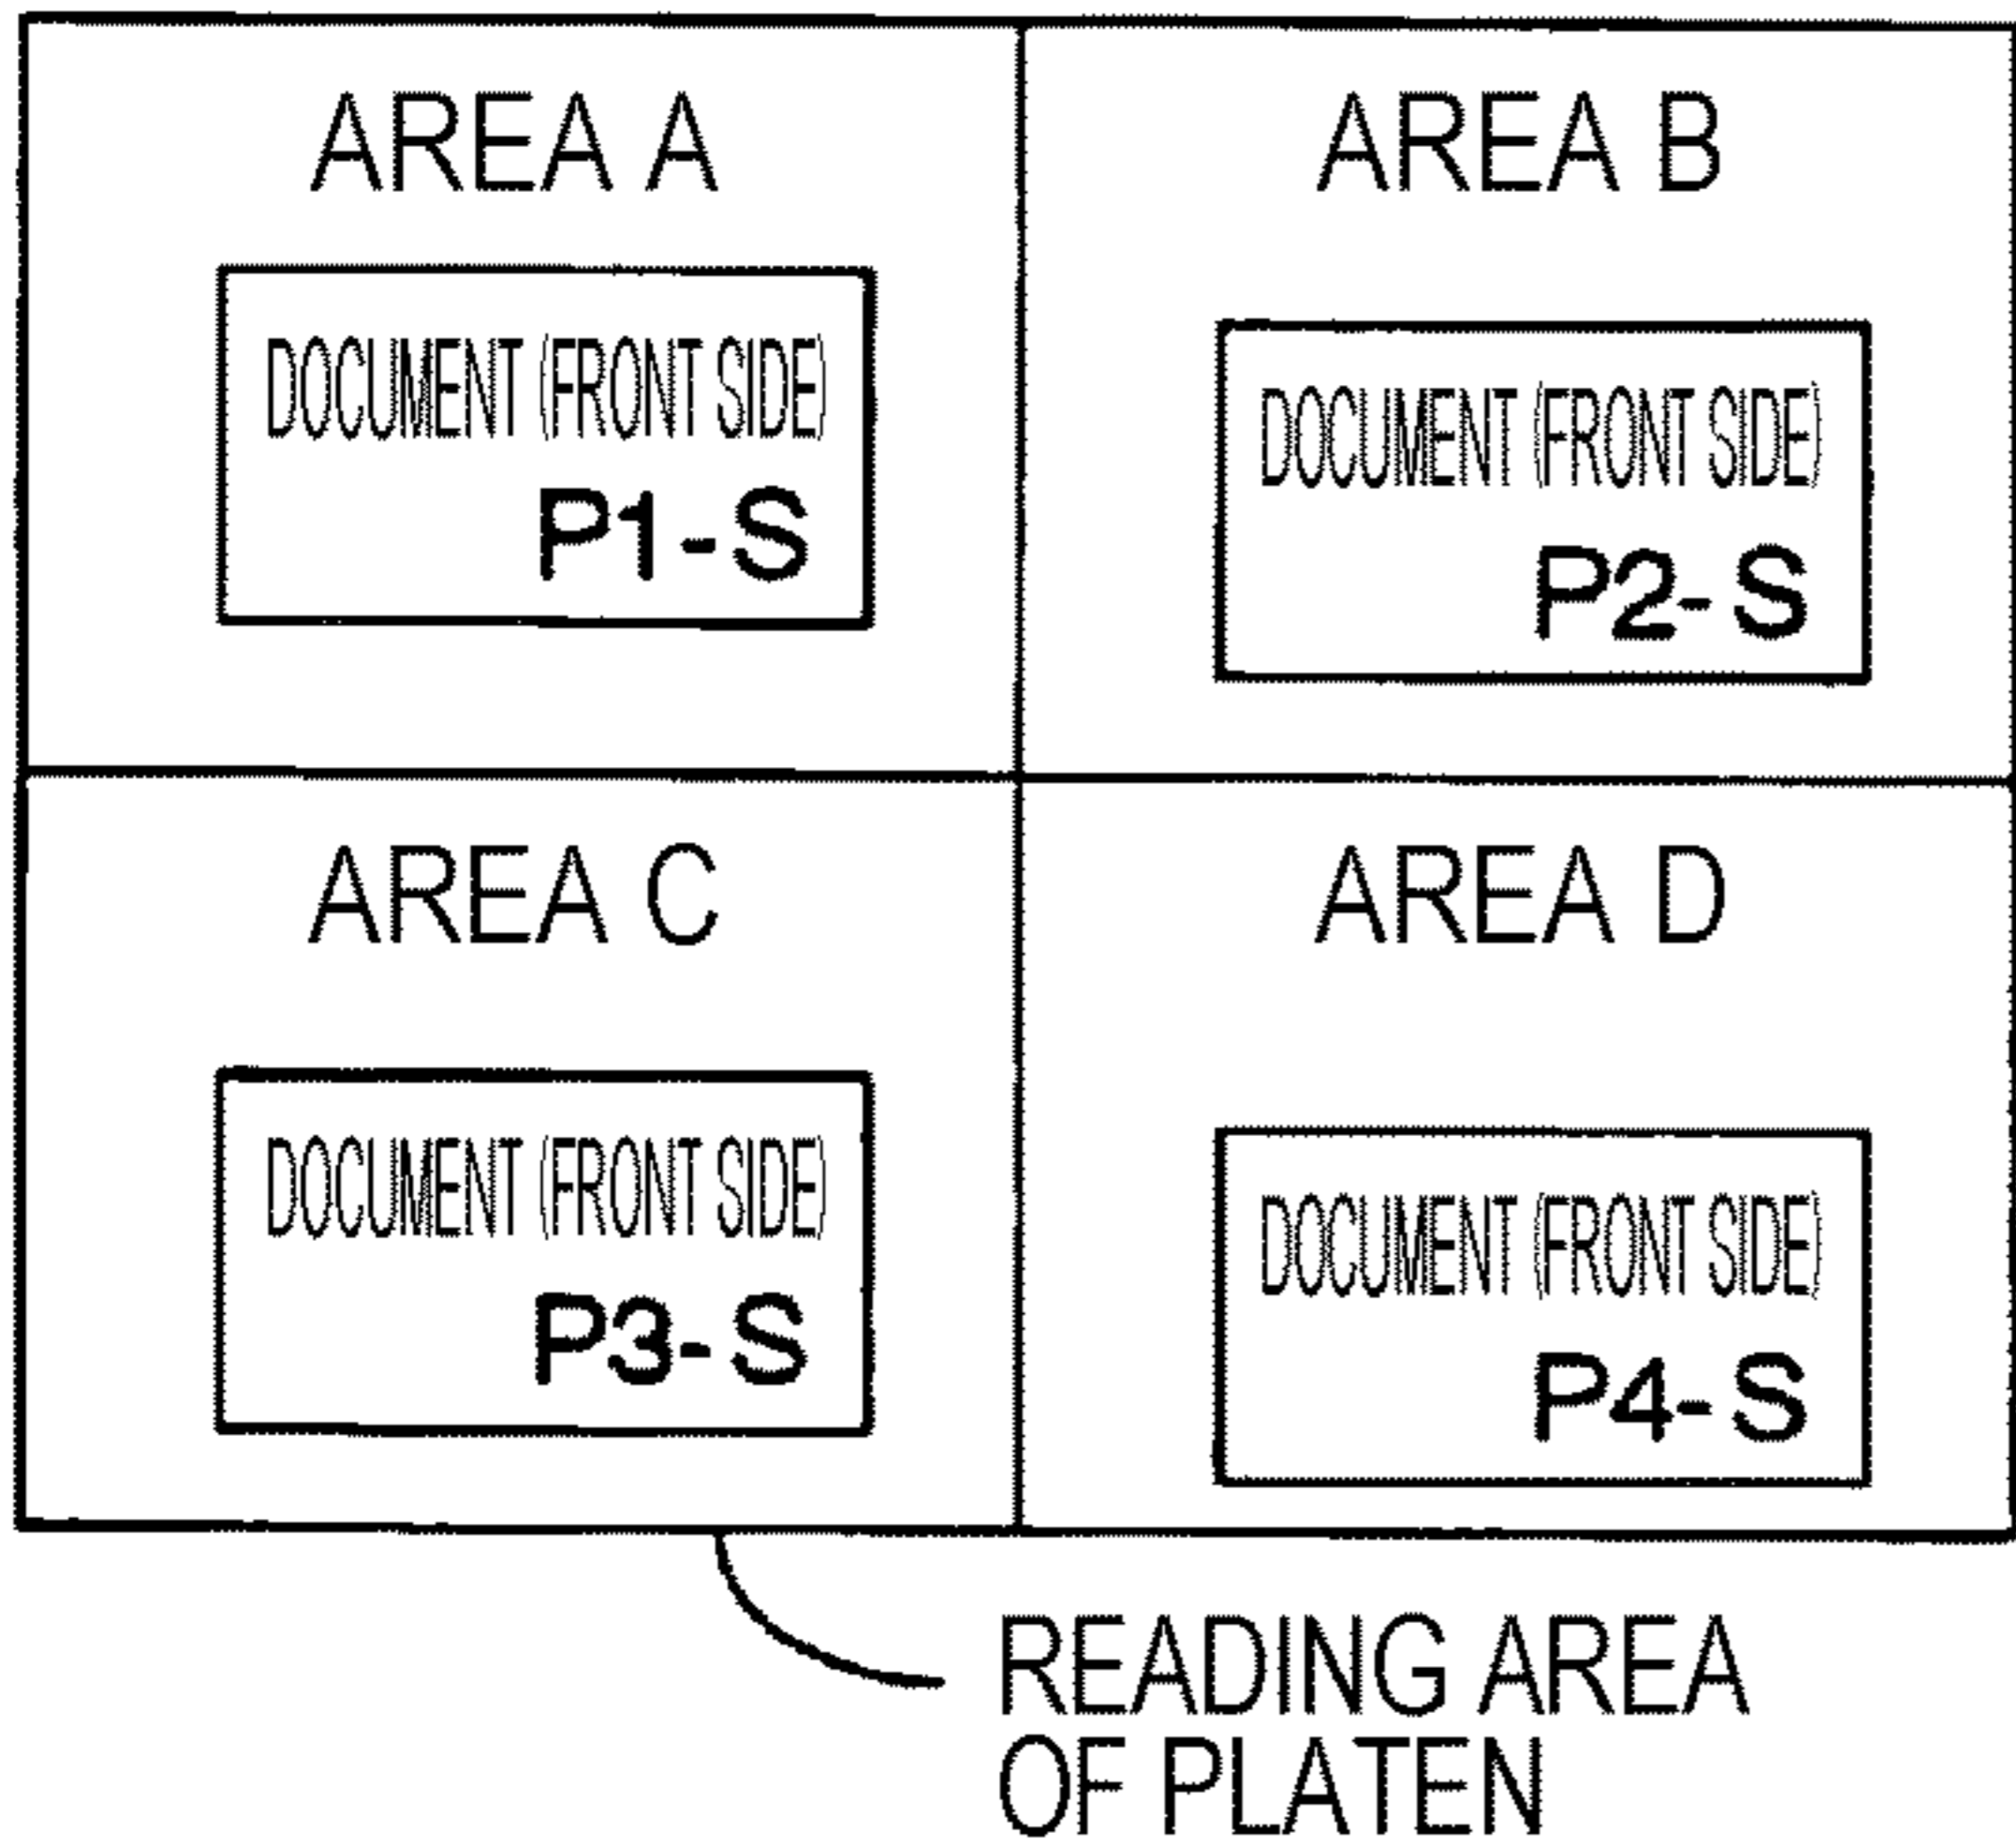 AREA A
DOCUMENT (FRONT SIDE)
P1-S
AREA B
DOCUMENT (FRONT SIDE)
P2-S
AREA C
DOCUMENT (FRONT SIDE)
P3-S
AREA D
DOCUMENT (FRONT SIDE)
P4-S
READING AREA
OF PLATEN